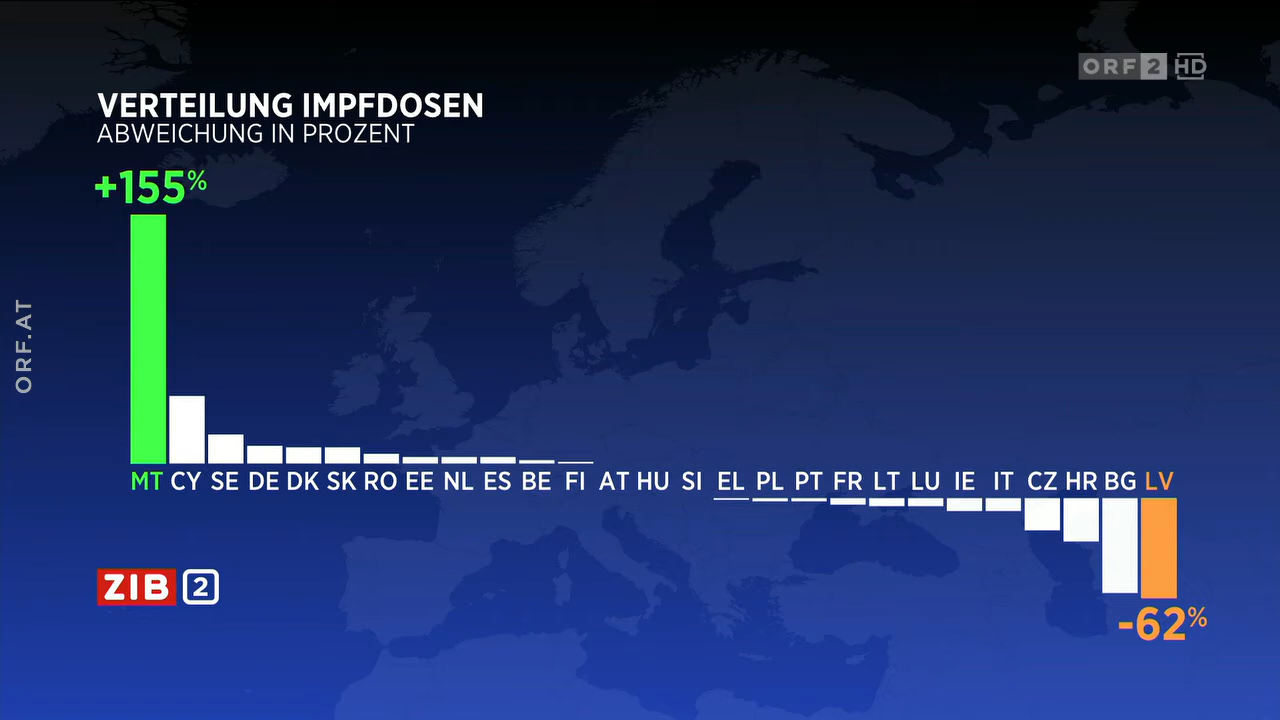 ORF 2 HD
VERTEILUNG IMPFDOSEN
ABWEICHUNG IN PROZENT
+155%
ORF.AT
MT CY SE DE DK SK RO EE NL ES BE FI AT HU SI EL PL PT FR LT LU IE IT CZ HR BG LV
ZIB 2
-62%